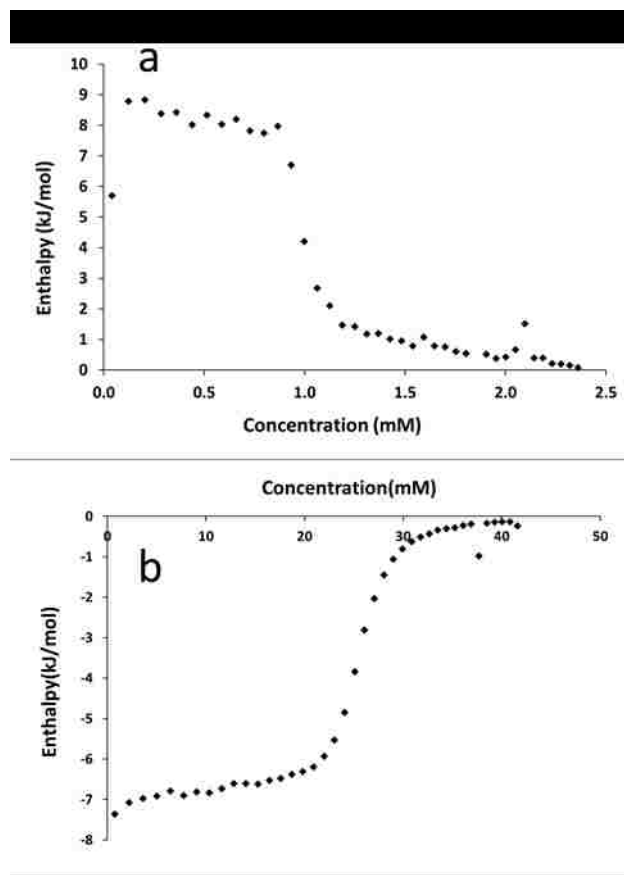 a
10
9
8
7
6
5
4
3
2
1
0
Enthalpy (kJ/mol)
0.0 0.5 1.0 1.5 2.0 2.5
Concentration (mM)
Concentration(mM)
0 10 20 30 40 50
b
0
-1
-2
-3
-4
-5
-6
-7
-8
Enthalpy(kJ/mol)